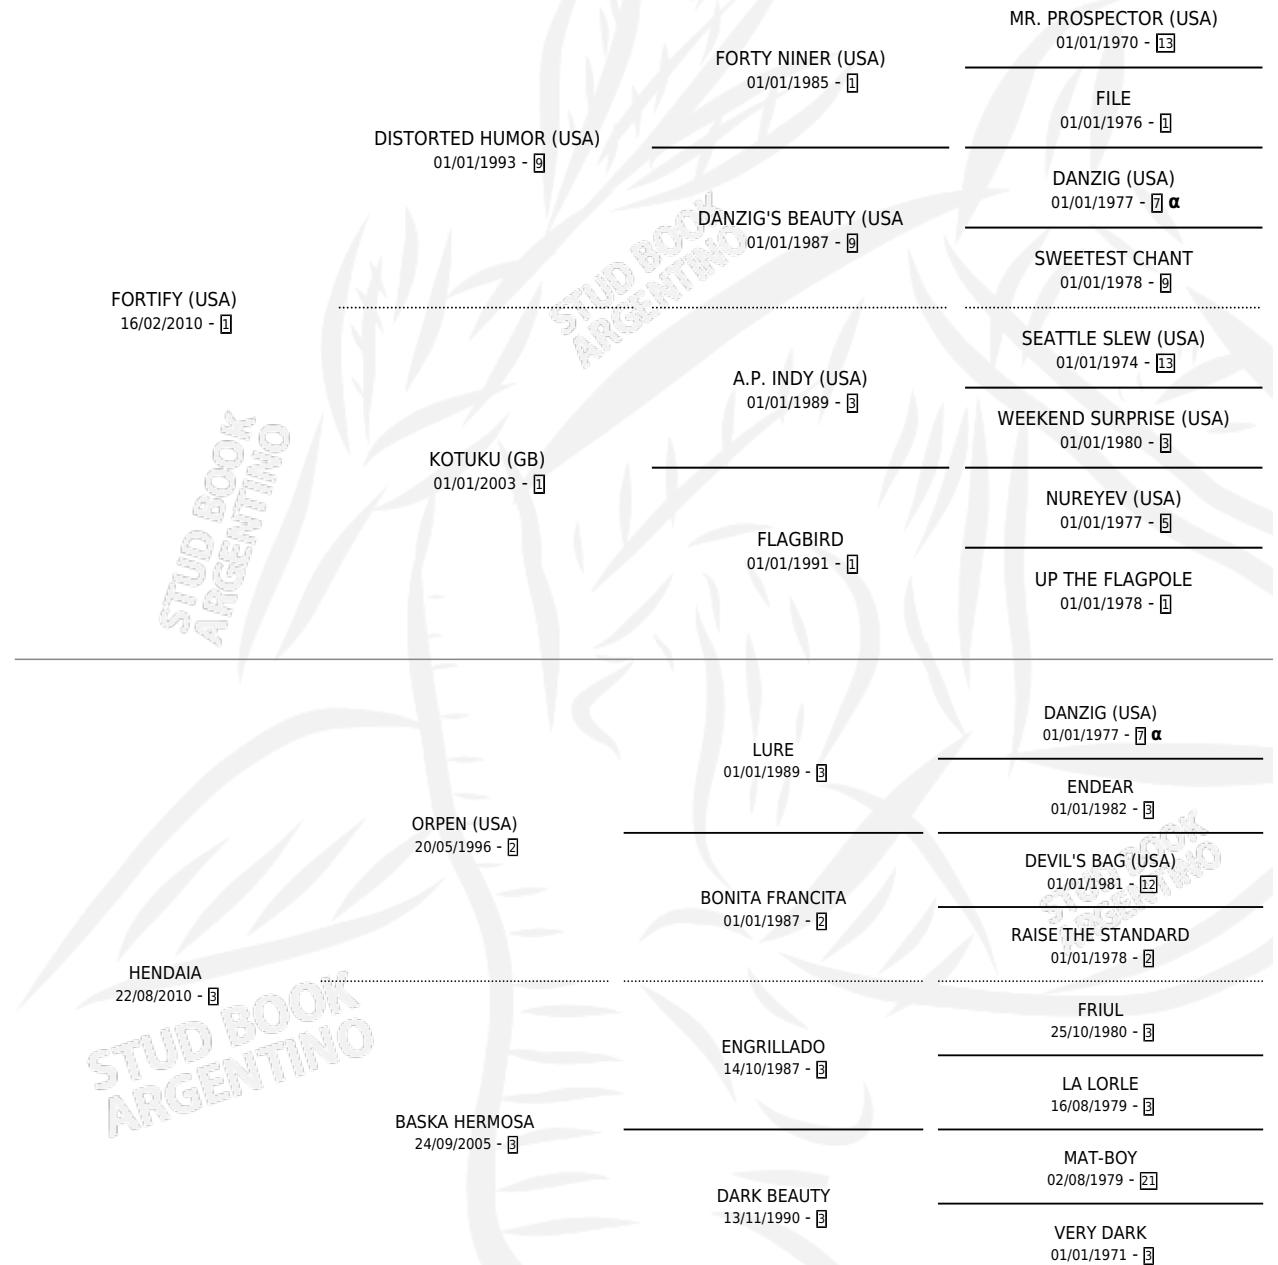 MR. PROSPECTOR (USA)
01/01/1970 - 13
FORTY NINER (USA)
01/01/1985 - 1
FILE
01/01/1976 - 1
DISTORTED HUMOR (USA)
01/01/1993 - 9
DANZIG (USA)
01/01/1977 - 7 α
DANZIG'S BEAUTY (USA
01/01/1987 - 9
SWEETEST CHANT
01/01/1978 - 9
FORTIFY (USA)
16/02/2010 - 1
SEATTLE SLEW (USA)
01/01/1974 - 13
A.P. INDY (USA)
01/01/1989 - 3
WEEKEND SURPRISE (USA)
01/01/1980 - 3
KOTUKU (GB)
01/01/2003 - 1
NUREYEV (USA)
01/01/1977 - 5
FLAGBIRD
01/01/1991 - 1
UP THE FLAGPOLE
01/01/1978 - 1
DANZIG (USA)
01/01/1977 - 7 α
LURE
01/01/1989 - 3
ENDEAR
01/01/1982 - 3
ORPEN (USA)
20/05/1996 - 2
DEVIL'S BAG (USA)
01/01/1981 - 12
BONITA FRANCITA
01/01/1987 - 2
RAISE THE STANDARD
01/01/1978 - 2
HENDAIA
22/08/2010 - 3
FRIUL
25/10/1980 - 3
ENGRILLADO
14/10/1987 - 3
LA LORLE
16/08/1979 - 3
BASKA HERMOSA
24/09/2005 - 3
MAT-BOY
02/08/1979 - 21
DARK BEAUTY
13/11/1990 - 3
VERY DARK
01/01/1971 - 3
STUD BOOK
ARGENTINO
STUD BOOK
ARGENTINO
STUD BOOK
ARGENTINO
STUD BOOK
ARGENTINO